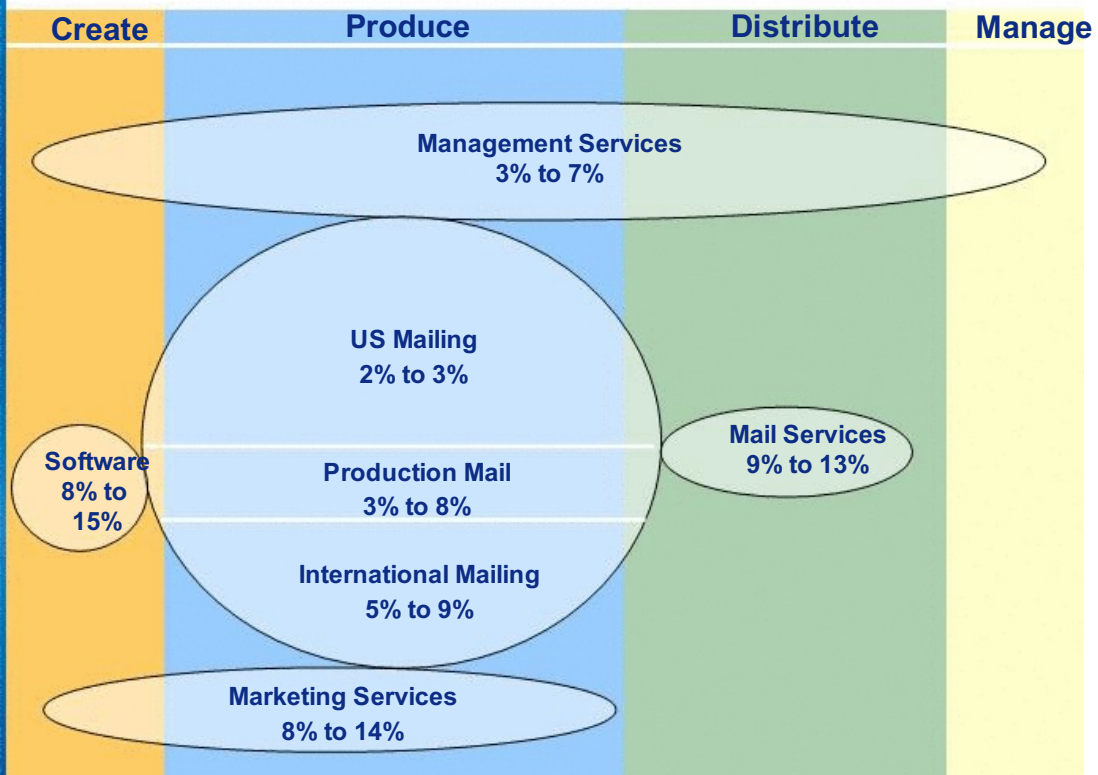 Create Produce Distribute Manage
Management Services
3% to 7%
US Mailing
2% to 3%
Software
8% to
15%
Production Mail
3% to 8%
Mail Services
9% to 13%
International Mailing
5% to 9%
Marketing Services
8% to 14%